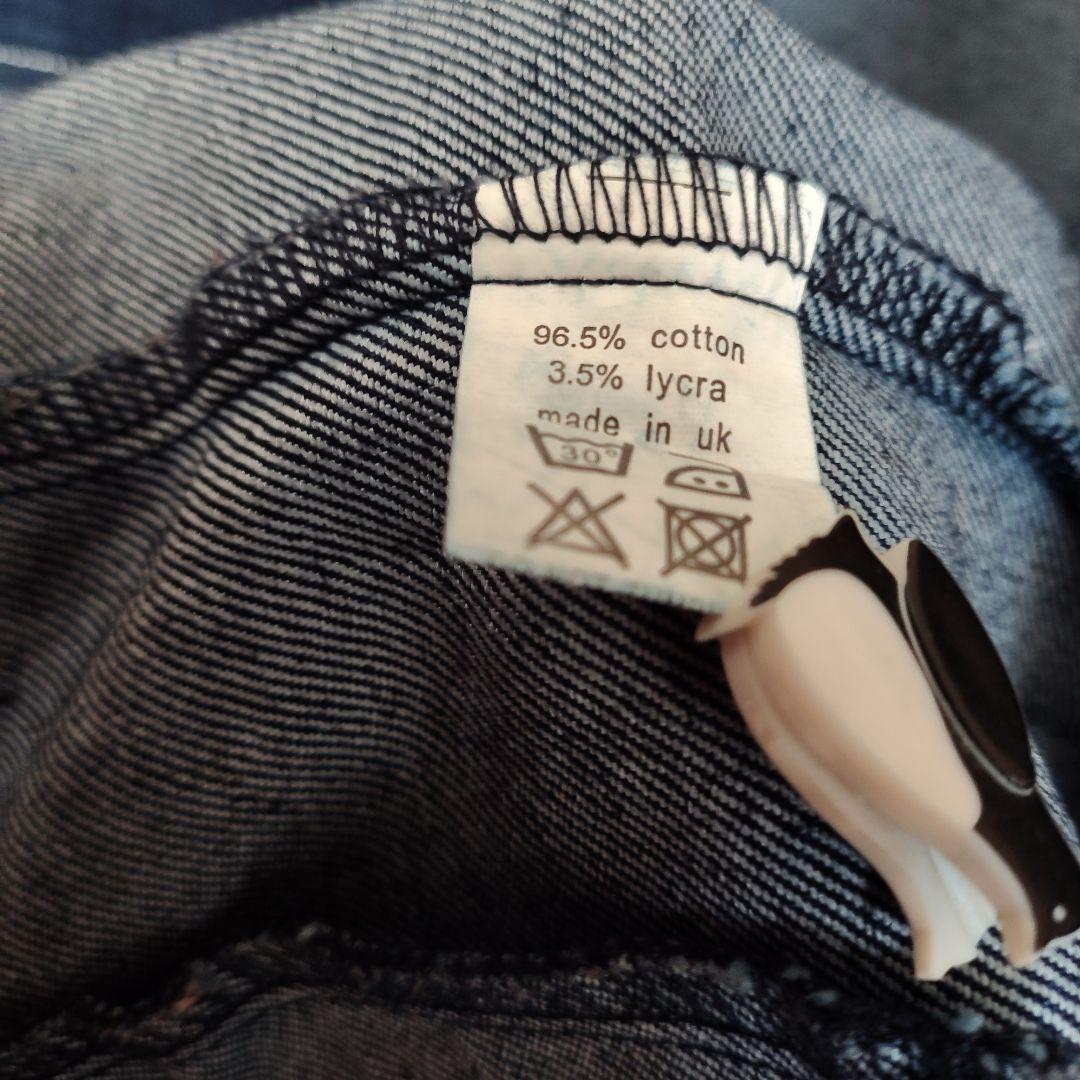 96.5% cotton
3.5% lycra
made in uk
30°